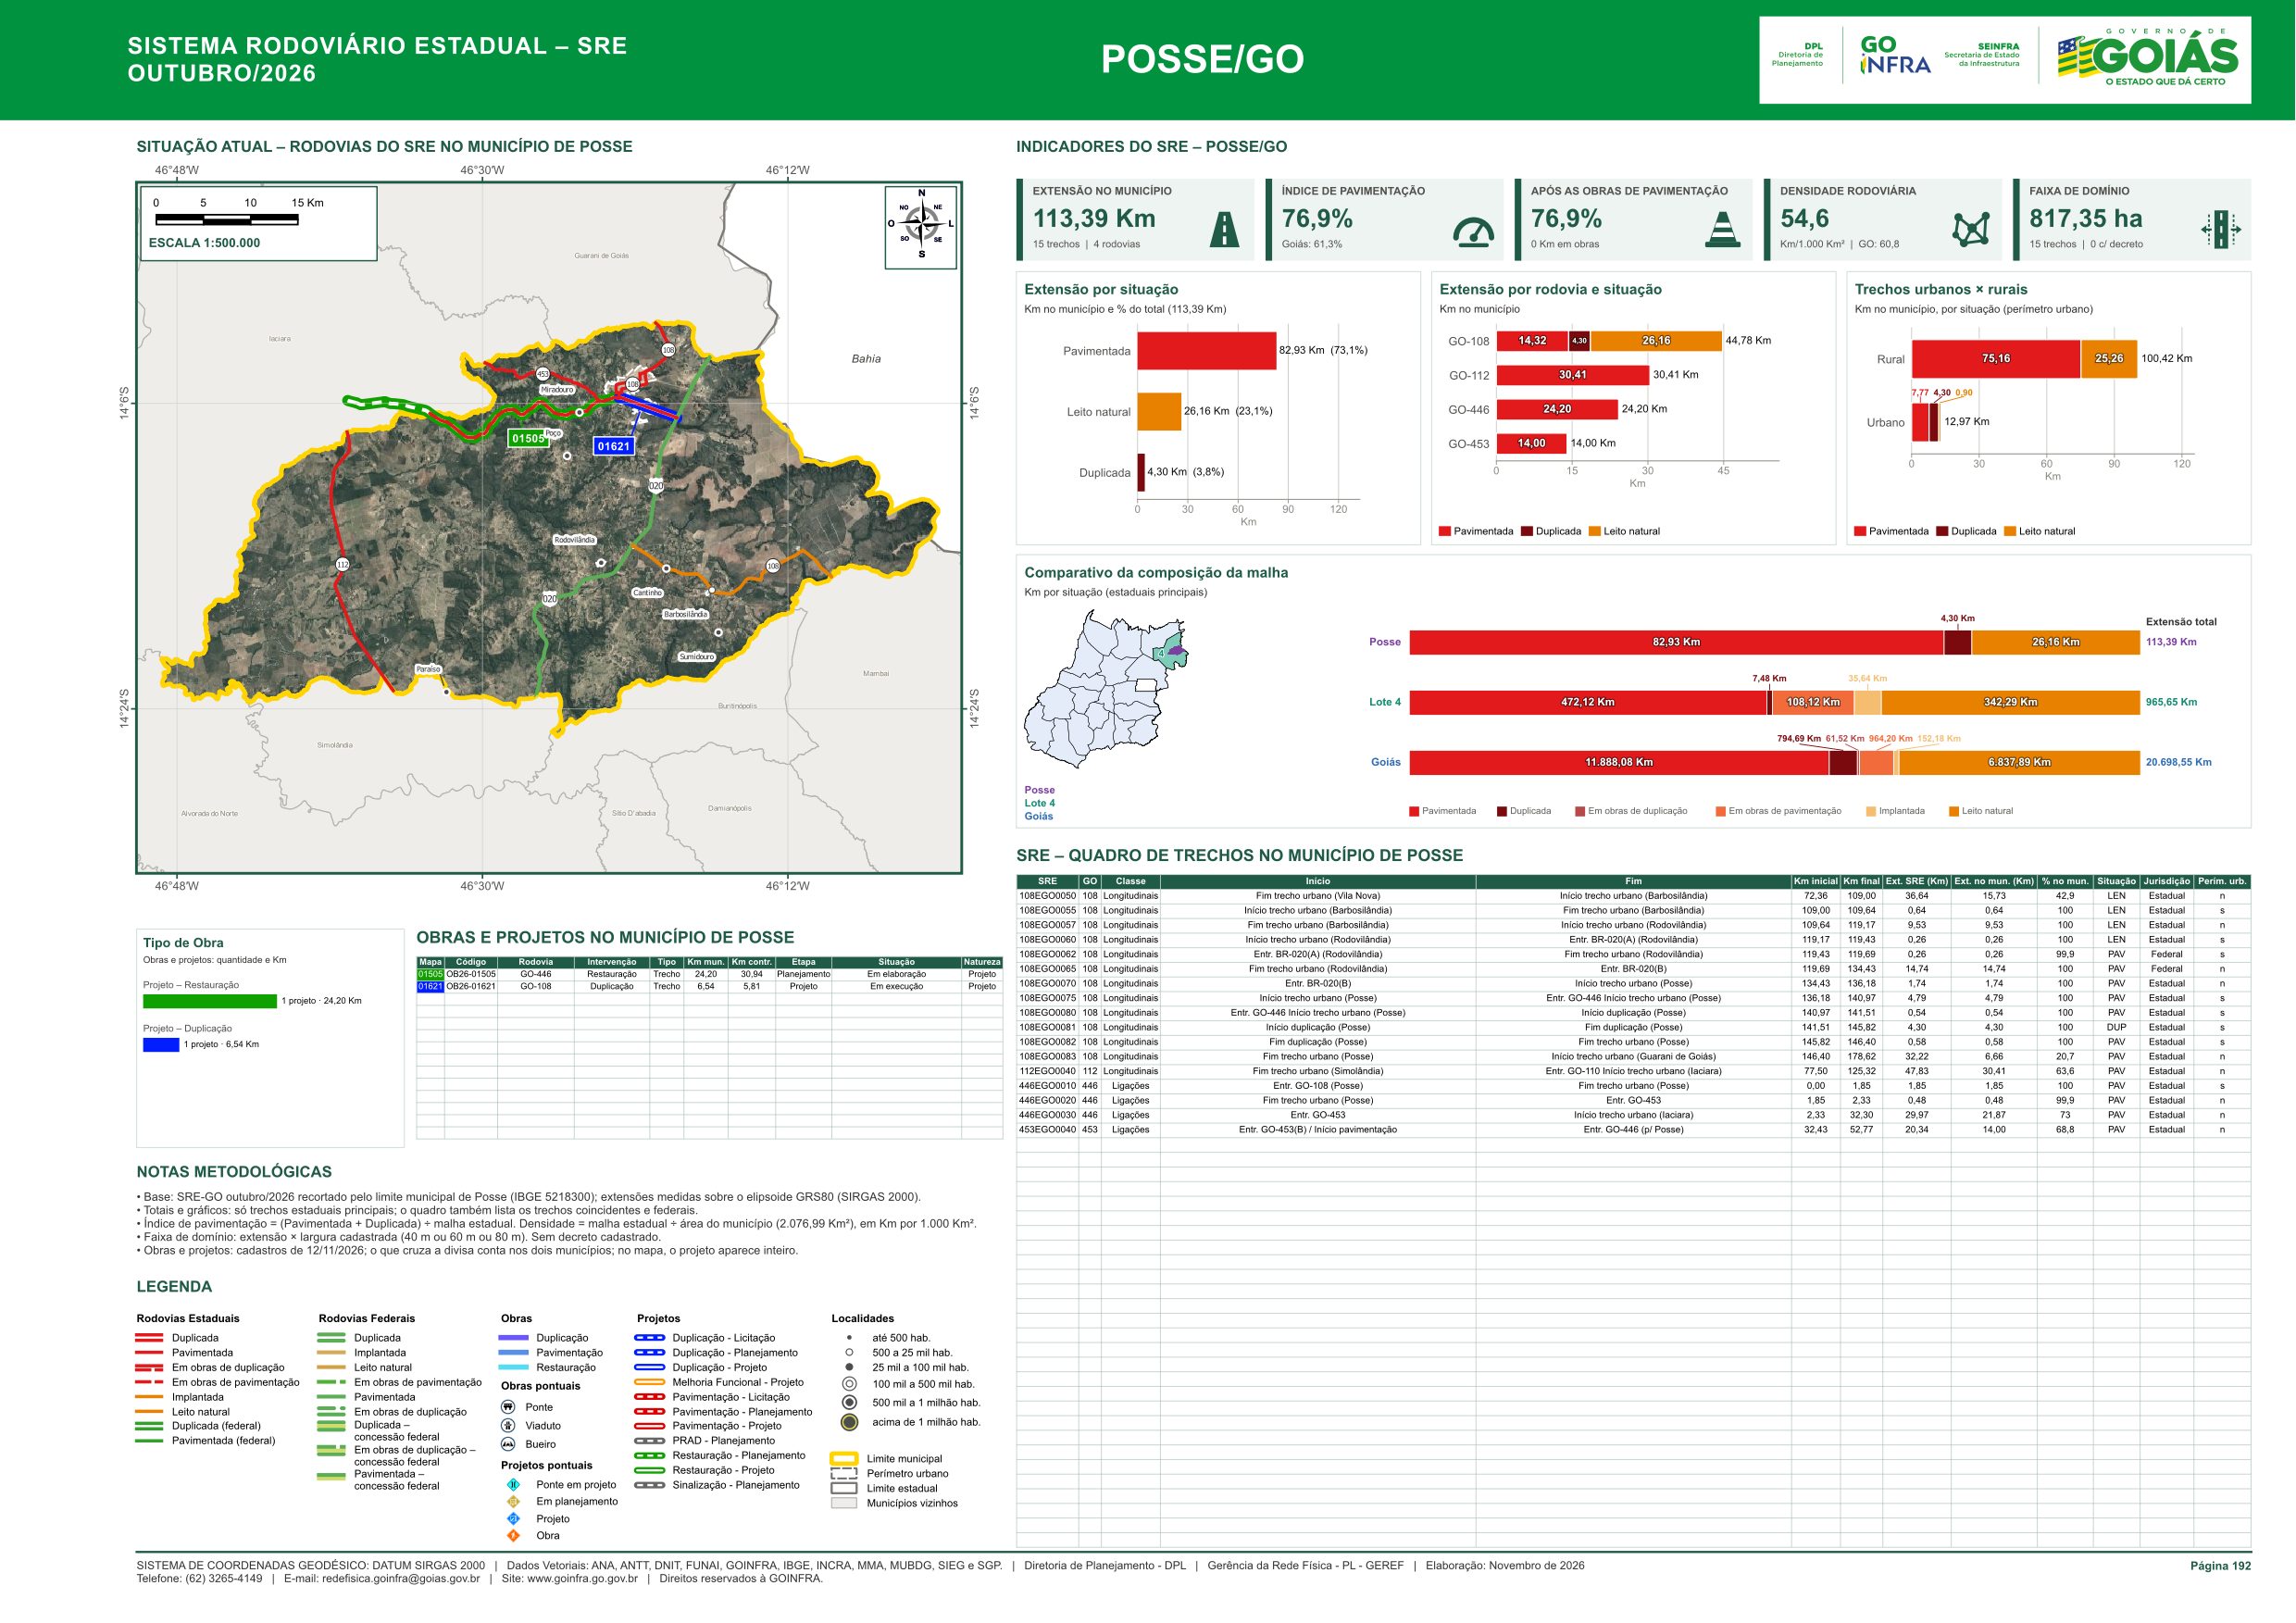 SISTEMA RODOVIÁRIO ESTADUAL – SRE
OUTUBRO/2026
POSSE/GO
DPL
Diretoria de
Planejamento
GO
iNFRA
SEINFRA
Secretaria de Estado
da Infraestrutura
GOVERNO DE
GOIÁS
O ESTADO QUE DÁ CERTO
SITUAÇÃO ATUAL – RODOVIAS DO SRE NO MUNICÍPIO DE POSSE
46°48'W 46°30'W 46°12'W
0 5 10 15 Km
ESCALA 1:500.000
N
NO NE
O L
SO SE
S
Guarani de Goiás
Iaciara
Bahia
14°6'S 14°6'S
108
453
108
Miradouro
01505
Poço
01621
020
Rodovilândia
112
108
Cantinho
020
Barbosilândia
Sumidouro
Paraíso
Mambai
14°24'S 14°24'S
Buritinópolis
Simolândia
Alvorada do Norte
Sítio D'abadia
Damianópolis
46°48'W 46°30'W 46°12'W
INDICADORES DO SRE – POSSE/GO
EXTENSÃO NO MUNICÍPIO
113,39 Km
15 trechos | 4 rodovias
ÍNDICE DE PAVIMENTAÇÃO
76,9%
Goiás: 61,3%
APÓS AS OBRAS DE PAVIMENTAÇÃO
76,9%
0 Km em obras
DENSIDADE RODOVIÁRIA
54,6
Km/1.000 Km² | GO: 60,8
FAIXA DE DOMÍNIO
817,35 ha
15 trechos | 0 c/ decreto
Extensão por situação
Km no município e % do total (113,39 Km)
Pavimentada 82,93 Km (73,1%)
Leito natural 26,16 Km (23,1%)
Duplicada 4,30 Km (3,8%)
0 30 60 90 120
Km
Extensão por rodovia e situação
Km no município
GO-108 14,32 4,30 26,16 44,78 Km
GO-112 30,41 30,41 Km
GO-446 24,20 24,20 Km
GO-453 14,00 14,00 Km
0 15 30 45
Km
Pavimentada Duplicada Leito natural
Trechos urbanos × rurais
Km no município, por situação (perímetro urbano)
Rural 75,16 25,26 100,42 Km
7,77 4,30 0,90
Urbano 12,97 Km
0 30 60 90 120
Km
Pavimentada Duplicada Leito natural
Comparativo da composição da malha
Km por situação (estaduais principais)
4
Posse
Lote 4
Goiás
4,30 Km Extensão total
Posse 82,93 Km 26,16 Km 113,39 Km
7,48 Km 35,64 Km
Lote 4 472,12 Km 108,12 Km 342,29 Km 965,65 Km
794,69 Km 61,52 Km 964,20 Km 152,18 Km
Goiás 11.888,08 Km 6.837,89 Km 20.698,55 Km
Pavimentada Duplicada Em obras de duplicação Em obras de pavimentação Implantada Leito natural
SRE – QUADRO DE TRECHOS NO MUNICÍPIO DE POSSE
SRE GO Classe Início Fim Km inicial Km final Ext. SRE (Km) Ext. no mun. (Km) % no mun. Situação Jurisdição Perím. urb.
108EGO0050 108 Longitudinais Fim trecho urbano (Vila Nova) Início trecho urbano (Barbosilândia) 72,36 109,00 36,64 15,73 42,9 LEN Estadual n
108EGO0055 108 Longitudinais Início trecho urbano (Barbosilândia) Fim trecho urbano (Barbosilândia) 109,00 109,64 0,64 0,64 100 LEN Estadual s
108EGO0057 108 Longitudinais Fim trecho urbano (Barbosilândia) Início trecho urbano (Rodovilândia) 109,64 119,17 9,53 9,53 100 LEN Estadual n
108EGO0060 108 Longitudinais Início trecho urbano (Rodovilândia) Entr. BR-020(A) (Rodovilândia) 119,17 119,43 0,26 0,26 100 LEN Estadual s
108EGO0062 108 Longitudinais Entr. BR-020(A) (Rodovilândia) Fim trecho urbano (Rodovilândia) 119,43 119,69 0,26 0,26 99,9 PAV Federal s
108EGO0065 108 Longitudinais Fim trecho urbano (Rodovilândia) Entr. BR-020(B) 119,69 134,43 14,74 14,74 100 PAV Federal n
108EGO0070 108 Longitudinais Entr. BR-020(B) Início trecho urbano (Posse) 134,43 136,18 1,74 1,74 100 PAV Estadual n
108EGO0075 108 Longitudinais Início trecho urbano (Posse) Entr. GO-446 Início trecho urbano (Posse) 136,18 140,97 4,79 4,79 100 PAV Estadual s
108EGO0080 108 Longitudinais Entr. GO-446 Início trecho urbano (Posse) Início duplicação (Posse) 140,97 141,51 0,54 0,54 100 PAV Estadual s
108EGO0081 108 Longitudinais Início duplicação (Posse) Fim duplicação (Posse) 141,51 145,82 4,30 4,30 100 DUP Estadual s
108EGO0082 108 Longitudinais Fim duplicação (Posse) Fim trecho urbano (Posse) 145,82 146,40 0,58 0,58 100 PAV Estadual s
108EGO0083 108 Longitudinais Fim trecho urbano (Posse) Início trecho urbano (Guarani de Goiás) 146,40 178,62 32,22 6,66 20,7 PAV Estadual n
112EGO0040 112 Longitudinais Fim trecho urbano (Simolândia) Entr. GO-110 Início trecho urbano (Iaciara) 77,50 125,32 47,83 30,41 63,6 PAV Estadual n
446EGO0010 446 Ligações Entr. GO-108 (Posse) Fim trecho urbano (Posse) 0,00 1,85 1,85 1,85 100 PAV Estadual s
446EGO0020 446 Ligações Fim trecho urbano (Posse) Entr. GO-453 1,85 2,33 0,48 0,48 99,9 PAV Estadual n
446EGO0030 446 Ligações Entr. GO-453 Início trecho urbano (Iaciara) 2,33 32,30 29,97 21,87 73 PAV Estadual n
453EGO0040 453 Ligações Entr. GO-453(B) / Início pavimentação Entr. GO-446 (p/ Posse) 32,43 52,77 20,34 14,00 68,8 PAV Estadual n
Tipo de Obra
Obras e projetos: quantidade e Km
Projeto – Restauração
1 projeto · 24,20 Km
Projeto – Duplicação
1 projeto · 6,54 Km
OBRAS E PROJETOS NO MUNICÍPIO DE POSSE
Mapa Código Rodovia Intervenção Tipo Km mun. Km contr. Etapa Situação Natureza
01505 OB26-01505 GO-446 Restauração Trecho 24,20 30,94 Planejamento Em elaboração Projeto
01621 OB26-01621 GO-108 Duplicação Trecho 6,54 5,81 Projeto Em execução Projeto
NOTAS METODOLÓGICAS
• Base: SRE-GO outubro/2026 recortado pelo limite municipal de Posse (IBGE 5218300); extensões medidas sobre o elipsoide GRS80 (SIRGAS 2000).
• Totais e gráficos: só trechos estaduais principais; o quadro também lista os trechos coincidentes e federais.
• Índice de pavimentação = (Pavimentada + Duplicada) ÷ malha estadual. Densidade = malha estadual ÷ área do município (2.076,99 Km²), em Km por 1.000 Km².
• Faixa de domínio: extensão × largura cadastrada (40 m ou 60 m ou 80 m). Sem decreto cadastrado.
• Obras e projetos: cadastros de 12/11/2026; o que cruza a divisa conta nos dois municípios; no mapa, o projeto aparece inteiro.
LEGENDA
Rodovias Estaduais
Duplicada
Pavimentada
Em obras de duplicação
Em obras de pavimentação
Implantada
Leito natural
Duplicada (federal)
Pavimentada (federal)
Rodovias Federais
Duplicada
Implantada
Leito natural
Em obras de pavimentação
Pavimentada
Em obras de duplicação
Duplicada –
concessão federal
Em obras de duplicação –
concessão federal
Pavimentada –
concessão federal
Obras
Duplicação
Pavimentação
Restauração
Obras pontuais
Ponte
Viaduto
Bueiro
Projetos pontuais
Ponte em projeto
Em planejamento
Projeto
Obra
Projetos
Duplicação - Licitação
Duplicação - Planejamento
Duplicação - Projeto
Melhoria Funcional - Projeto
Pavimentação - Licitação
Pavimentação - Planejamento
Pavimentação - Projeto
PRAD - Planejamento
Restauração - Planejamento
Restauração - Projeto
Sinalização - Planejamento
Localidades
até 500 hab.
500 a 25 mil hab.
25 mil a 100 mil hab.
100 mil a 500 mil hab.
500 mil a 1 milhão hab.
acima de 1 milhão hab.
Limite municipal
Perímetro urbano
Limite estadual
Municípios vizinhos
SISTEMA DE COORDENADAS GEODÉSICO: DATUM SIRGAS 2000 | Dados Vetoriais: ANA, ANTT, DNIT, FUNAI, GOINFRA, IBGE, INCRA, MMA, MUBDG, SIEG e SGP. | Diretoria de Planejamento - DPL | Gerência da Rede Física - PL - GEREF | Elaboração: Novembro de 2026
Página 192
Telefone: (62) 3265-4149 | E-mail: redefisica.goinfra@goias.gov.br | Site: www.goinfra.go.gov.br | Direitos reservados à GOINFRA.